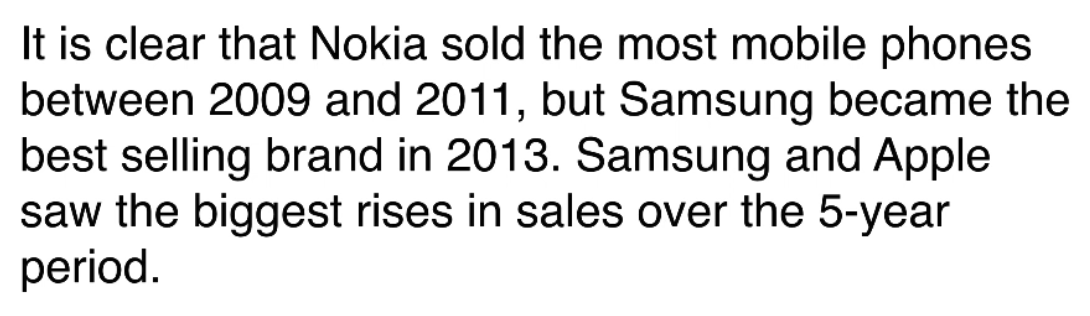 It is clear that Nokia sold the most mobile phones
between 2009 and 2011, but Samsung became the
best selling brand in 2013. Samsung and Apple
saw the biggest rises in sales over the 5-year
period.